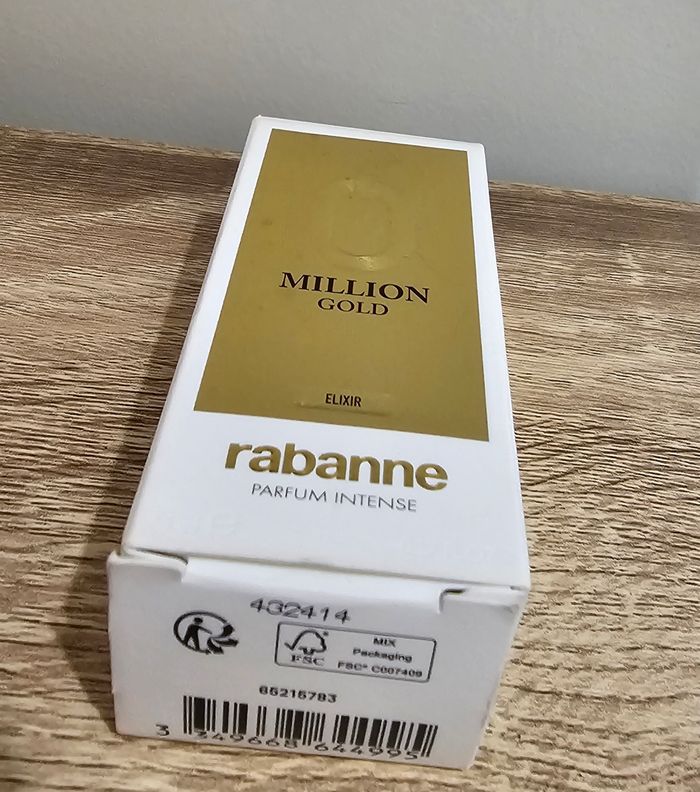 MILLION
GOLD
ELIXIR
rabanne
PARFUM INTENSE
432414
FSC
MIX
Packaging
FSC® C007409
65215783
3 349668 644995